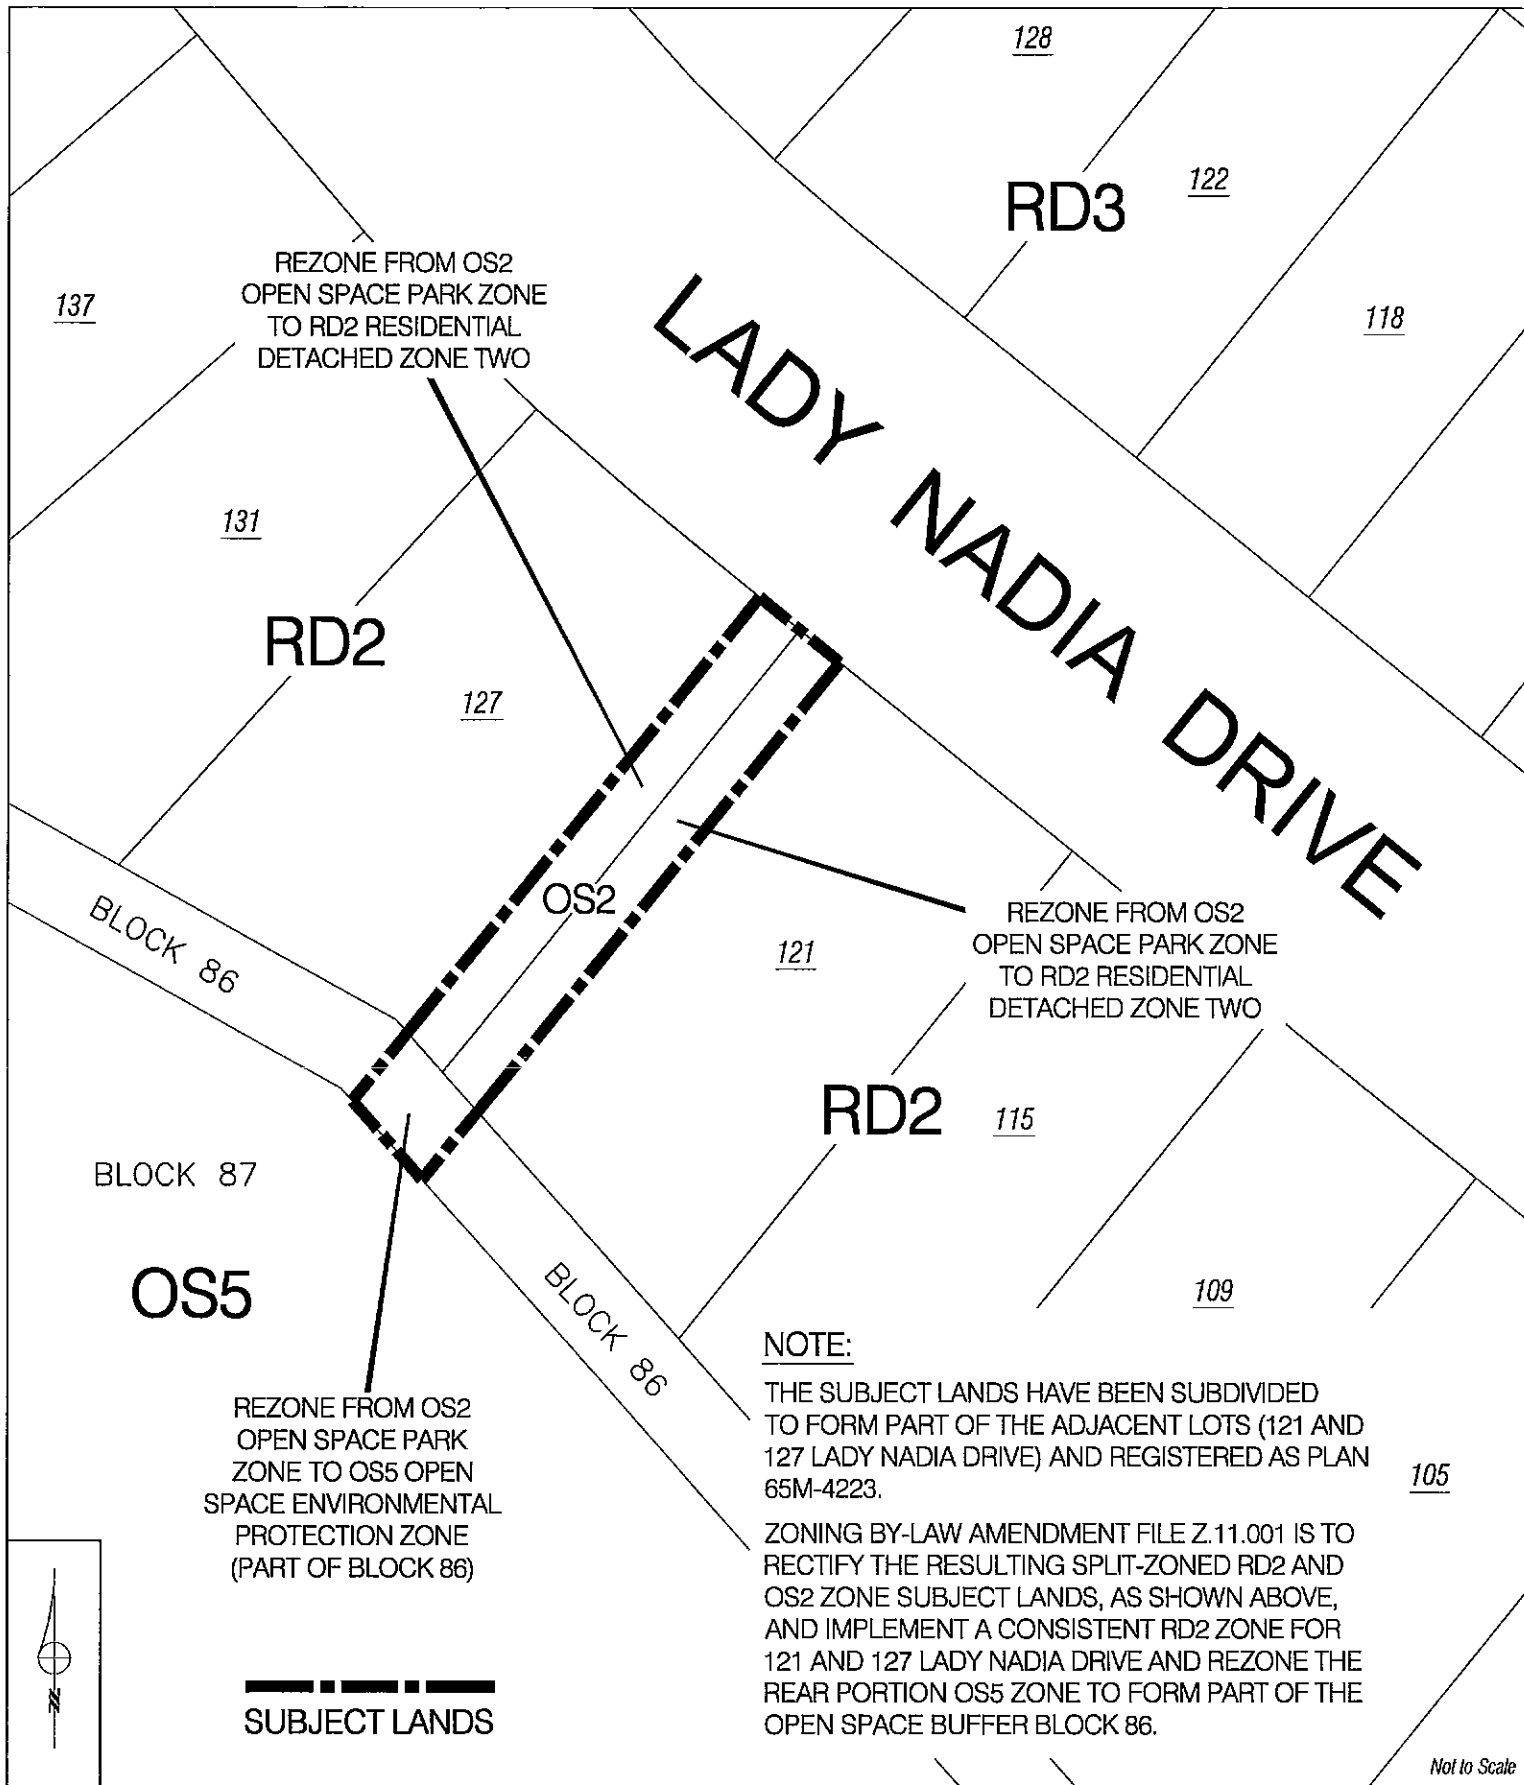 128
RD3
122
118
REZONE FROM OS2
OPEN SPACE PARK ZONE
TO RD2 RESIDENTIAL
DETACHED ZONE TWO
137
LADY NADIA DRIVE
131
RD2
127
OS2
BLOCK 86
121
REZONE FROM OS2
OPEN SPACE PARK ZONE
TO RD2 RESIDENTIAL
DETACHED ZONE TWO
RD2
115
BLOCK 87
OS5
BLOCK 86
109
105
REZONE FROM OS2
OPEN SPACE PARK
ZONE TO OS5 OPEN
SPACE ENVIRONMENTAL
PROTECTION ZONE
(PART OF BLOCK 86)
NOTE:
THE SUBJECT LANDS HAVE BEEN SUBDIVIDED
TO FORM PART OF THE ADJACENT LOTS (121 AND
127 LADY NADIA DRIVE) AND REGISTERED AS PLAN
65M-4223.
ZONING BY-LAW AMENDMENT FILE Z.11.001 IS TO
RECTIFY THE RESULTING SPLIT-ZONED RD2 AND
OS2 ZONE SUBJECT LANDS, AS SHOWN ABOVE,
AND IMPLEMENT A CONSISTENT RD2 ZONE FOR
121 AND 127 LADY NADIA DRIVE AND REZONE THE
REAR PORTION OS5 ZONE TO FORM PART OF THE
OPEN SPACE BUFFER BLOCK 86.
N
SUBJECT LANDS
Not to Scale